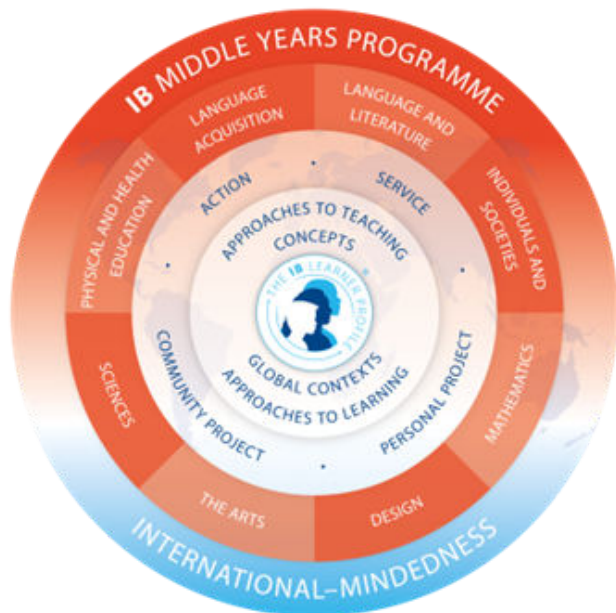 IB MIDDLE YEARS PROGRAMME
LANGUAGE
ACQUISITION
LANGUAGE AND
LITERATURE
PHYSICAL AND HEALTH
EDUCATION
INDIVIDUALS AND
SOCIETIES
SCIENCES
MATHEMATICS
THE ARTS
DESIGN
ACTION
SERVICE
COMMUNITY PROJECT
PERSONAL PROJECT
APPROACHES TO TEACHING
CONCEPTS
THE IB LEARNER PROFILE
GLOBAL CONTEXTS
APPROACHES TO LEARNING
INTERNATIONAL–MINDEDNESS